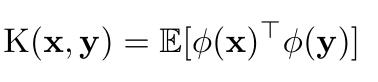 K(𝐱, 𝐲) = 𝔼[ϕ(𝐱)^⊤ϕ(𝐲)]